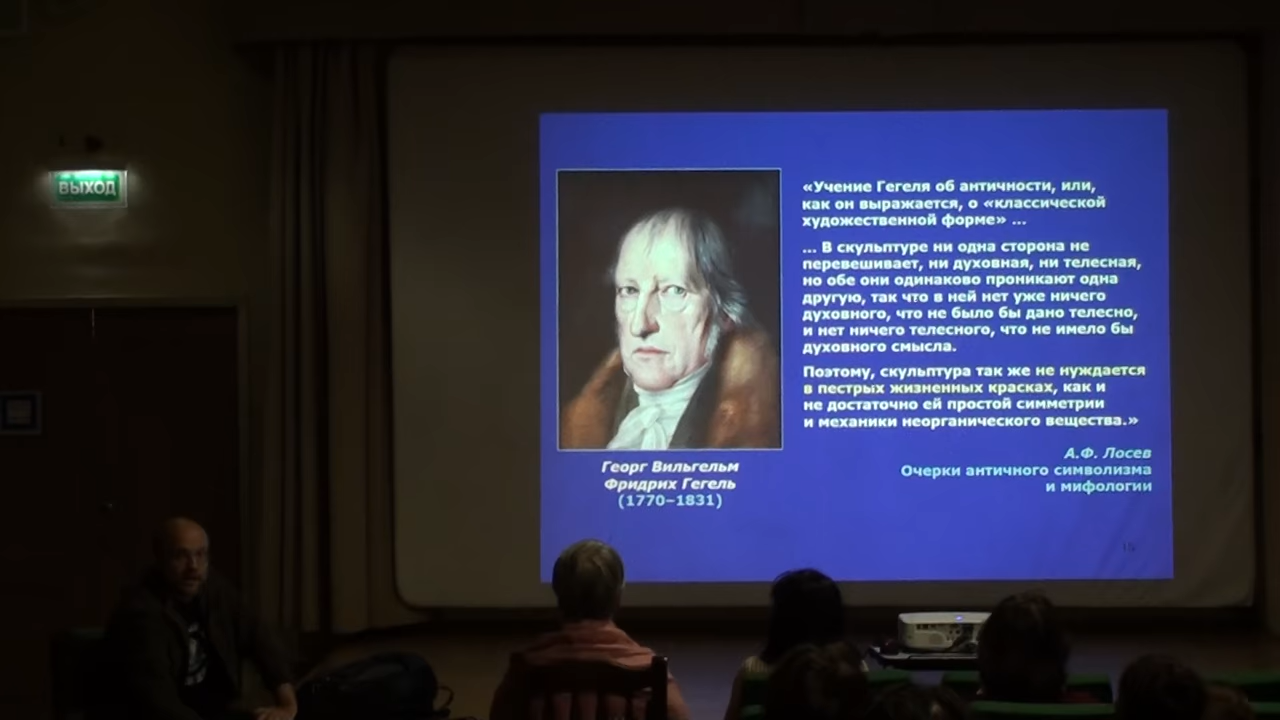 ВЫХОД
«Учение Гегеля об античности, или,
как он выражается, о «классической
художественной форме» ...
... В скульптуре ни одна сторона не
перевешивает, ни духовная, ни телесная,
но обе они одинаково проникают одна
другую, так что в ней нет уже ничего
духовного, что не было бы дано телесно,
и нет ничего телесного, что не имело бы
духовного смысла.
Поэтому, скульптура так же не нуждается
в пестрых жизненных красках, как и
не достаточно ей простой симметрии
и механики неорганического вещества.»
А.Ф. Лосев
Очерки античного символизма
и мифологии
Георг Вильгельм
Фридрих Гегель
(1770–1831)